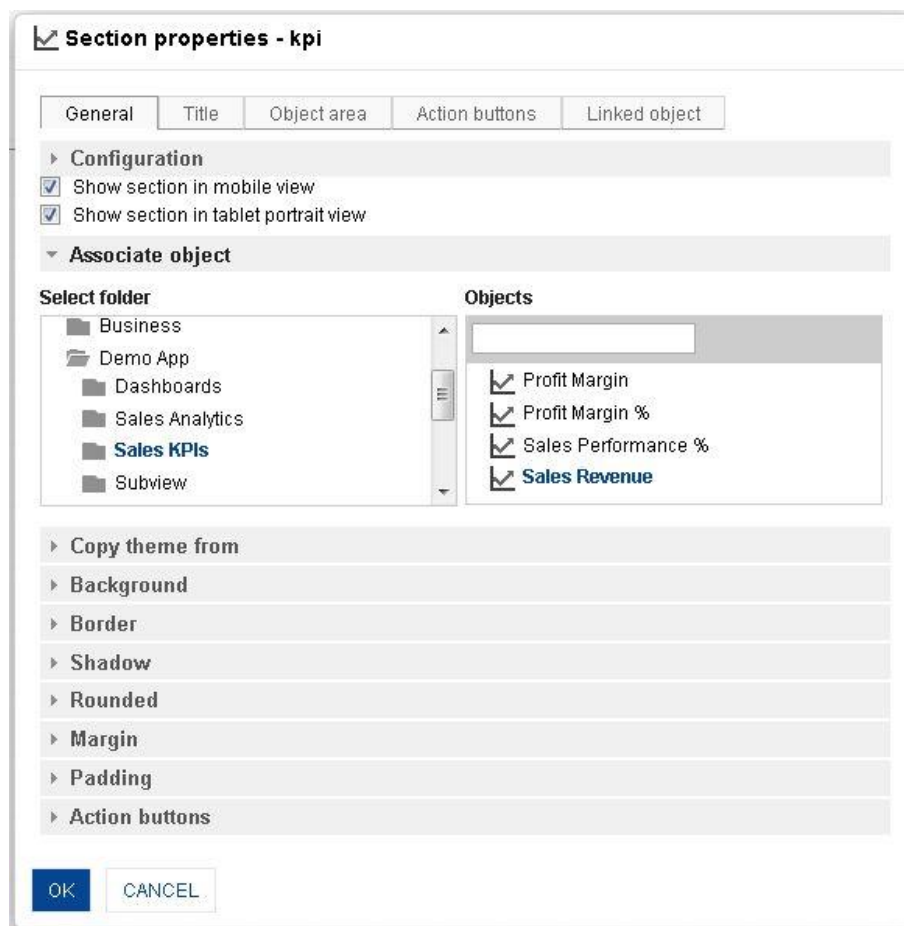 Section properties - kpi
General Title Object area Action buttons Linked object
Configuration
Show section in mobile view
Show section in tablet portrait view
Associate object
Select folder
Business
Demo App
Dashboards
Sales Analytics
Sales KPIs
Subview
Objects
Profit Margin
Profit Margin %
Sales Performance %
Sales Revenue
Copy theme from
Background
Border
Shadow
Rounded
Margin
Padding
Action buttons
OK CANCEL